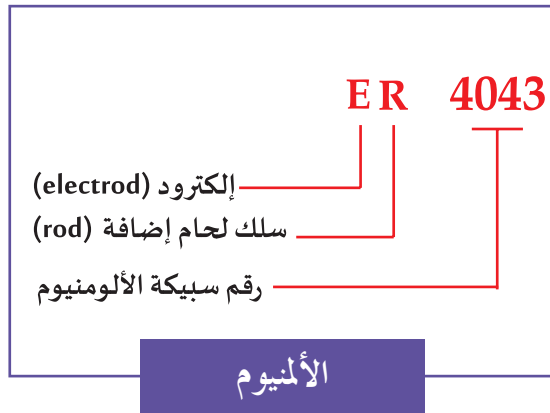 ER 4043
إلكترود (electrod)
سلك لحام إضافة (rod)
رقم سبيكة الألومنيوم
الألمنيوم